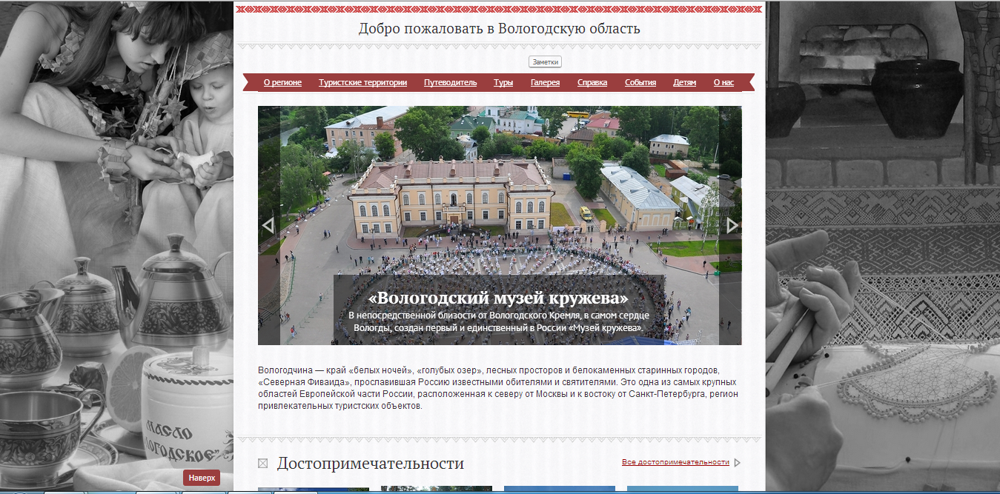 Добро пожаловать в Вологодскую область
Заметки
О регионе Туристские территории Путеводитель Туры Галерея Справка События Детям О нас
«Вологодский музей кружева»
В непосредственной близости от Вологодского Кремля, в самом сердце
Вологды, создан первый и единственный в России «Музей кружева».
Вологодчина — край «белых ночей», «голубых озер», лесных просторов и белокаменных старинных городов,
«Северная Фиваида», прославившая Россию известными обителями и святителями. Это одна из самых крупных
областей Европейской части России, расположенная к северу от Москвы и к востоку от Санкт-Петербурга, регион
привлекательных туристских объектов.
МАСЛО
ОГОДСКОЕ"
Наверх
Достопримечательности
Все достопримечательности